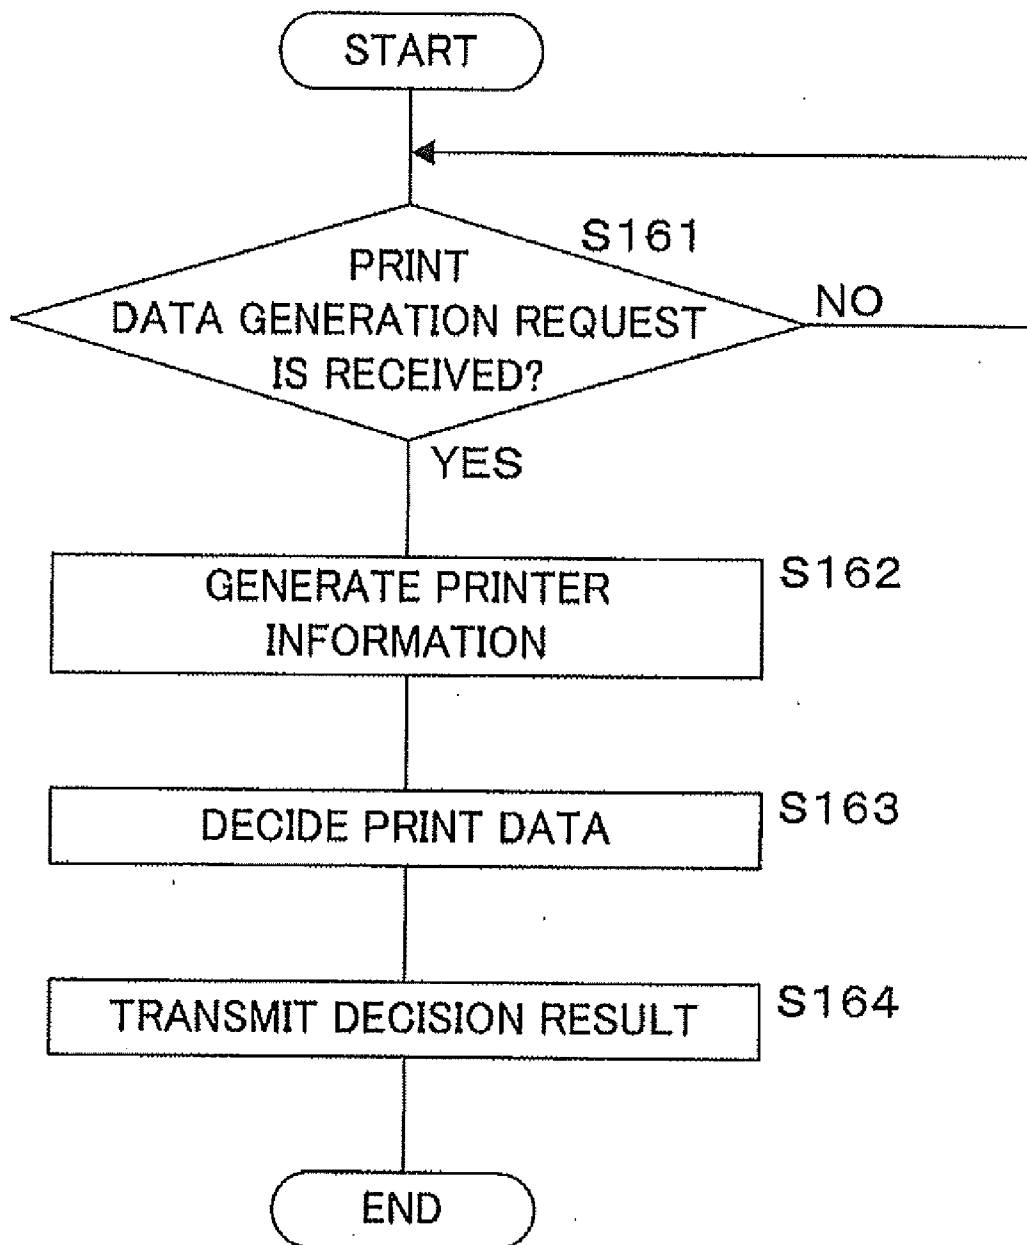 START
S161
PRINT
DATA GENERATION REQUEST
IS RECEIVED?
NO
YES
GENERATE PRINTER
INFORMATION
S162
DECIDE PRINT DATA
S163
TRANSMIT DECISION RESULT
S164
END